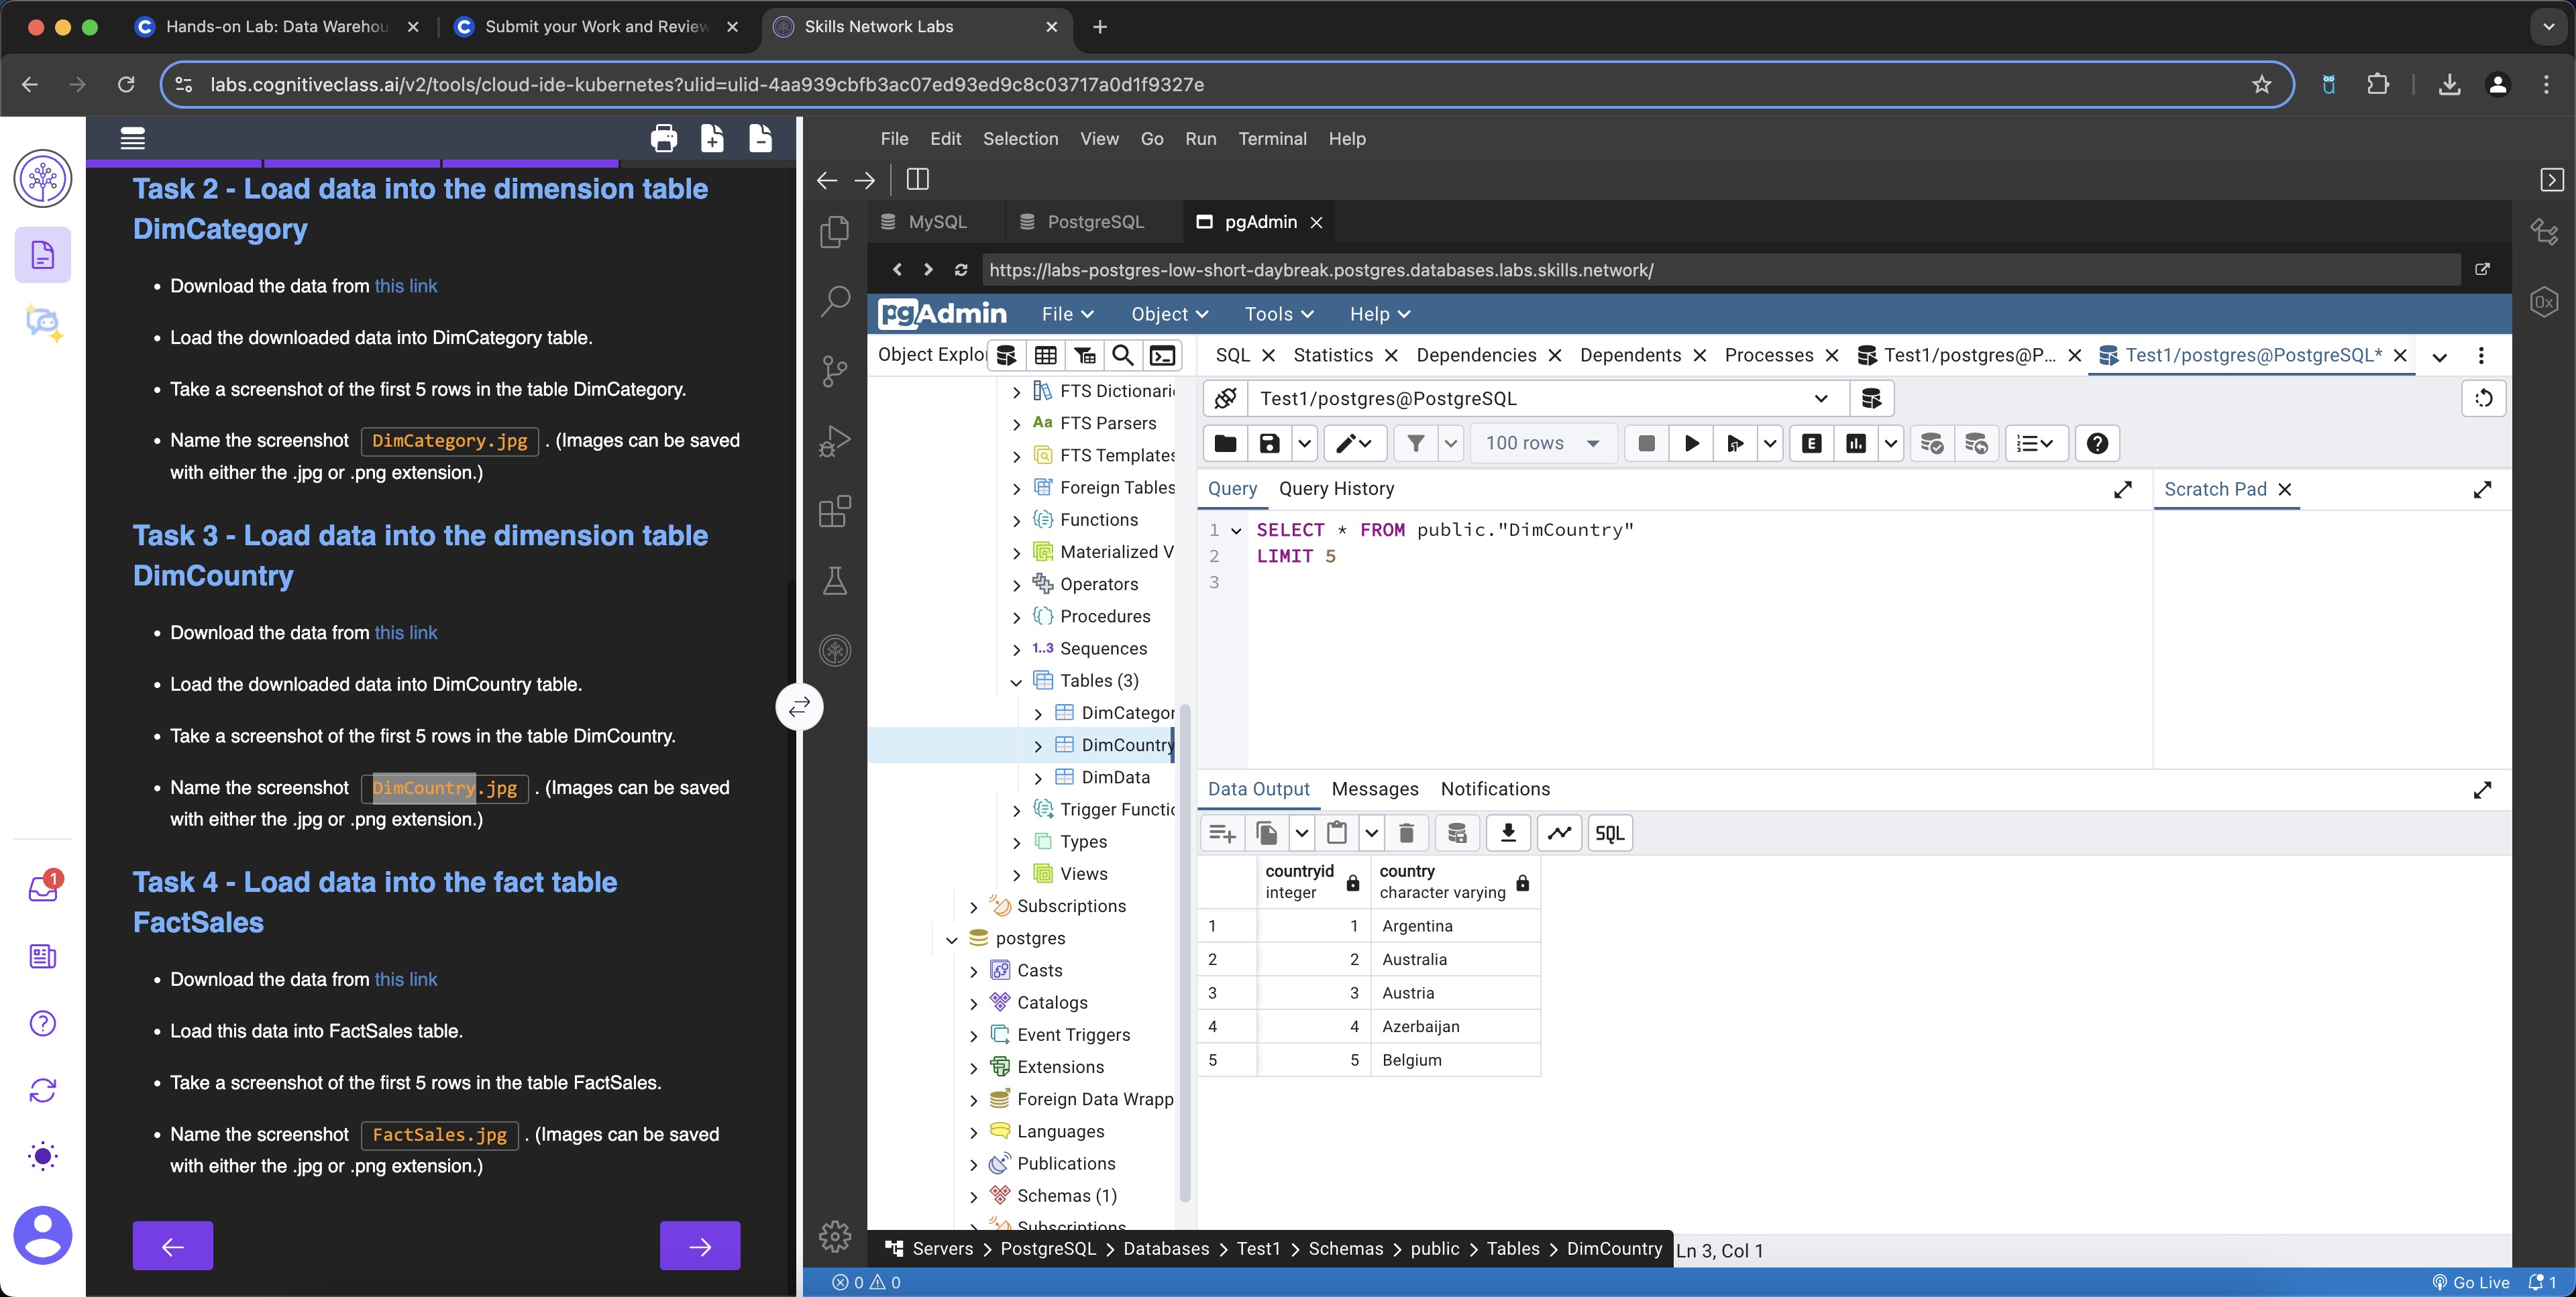 Hands-on Lab: Data Warehou
Submit your Work and Review
Skills Network Labs
labs.cognitiveclass.ai/v2/tools/cloud-ide-kubernetes?ulid=ulid-4aa939cbfb3ac07ed93ed9c8c03717a0d1f9327e
Task 2 - Load data into the dimension table
DimCategory
• Download the data from this link
• Load the downloaded data into DimCategory table.
• Take a screenshot of the first 5 rows in the table DimCategory.
• Name the screenshot DimCategory.jpg . (Images can be saved
with either the .jpg or .png extension.)
Task 3 - Load data into the dimension table
DimCountry
• Download the data from this link
• Load the downloaded data into DimCountry table.
• Take a screenshot of the first 5 rows in the table DimCountry.
• Name the screenshot DimCountry.jpg . (Images can be saved
with either the .jpg or .png extension.)
Task 4 - Load data into the fact table
FactSales
• Download the data from this link
• Load this data into FactSales table.
• Take a screenshot of the first 5 rows in the table FactSales.
• Name the screenshot FactSales.jpg . (Images can be saved
with either the .jpg or .png extension.)
1
File Edit Selection View Go Run Terminal Help
MySQL PostgreSQL pgAdmin
https://labs-postgres-low-short-daybreak.postgres.databases.labs.skills.network/
pgAdmin File Object Tools Help
Object Explo
SQL Statistics Dependencies Dependents Processes Test1/postgres@P... Test1/postgres@PostgreSQL*
FTS Dictionari
Aa FTS Parsers
FTS Templates
Foreign Tables
Functions
Materialized V
Operators
Procedures
1..3 Sequences
Tables (3)
DimCategor
DimCountry
DimData
Trigger Functio
Types
Views
Subscriptions
postgres
Casts
Catalogs
Event Triggers
Extensions
Foreign Data Wrapp
Languages
Publications
Schemas (1)
Subscriptions
Test1/postgres@PostgreSQL
100 rows
E
Query Query History
Scratch Pad
1 SELECT * FROM public."DimCountry"
2 LIMIT 5
3
Data Output Messages Notifications
SQL
countryid integer
country character varying
1 1 Argentina
2 2 Australia
3 3 Austria
4 4 Azerbaijan
5 5 Belgium
Servers > PostgreSQL > Databases > Test1 > Schemas > public > Tables > DimCountry
Ln 3, Col 1
0 0
Go Live 1
0x